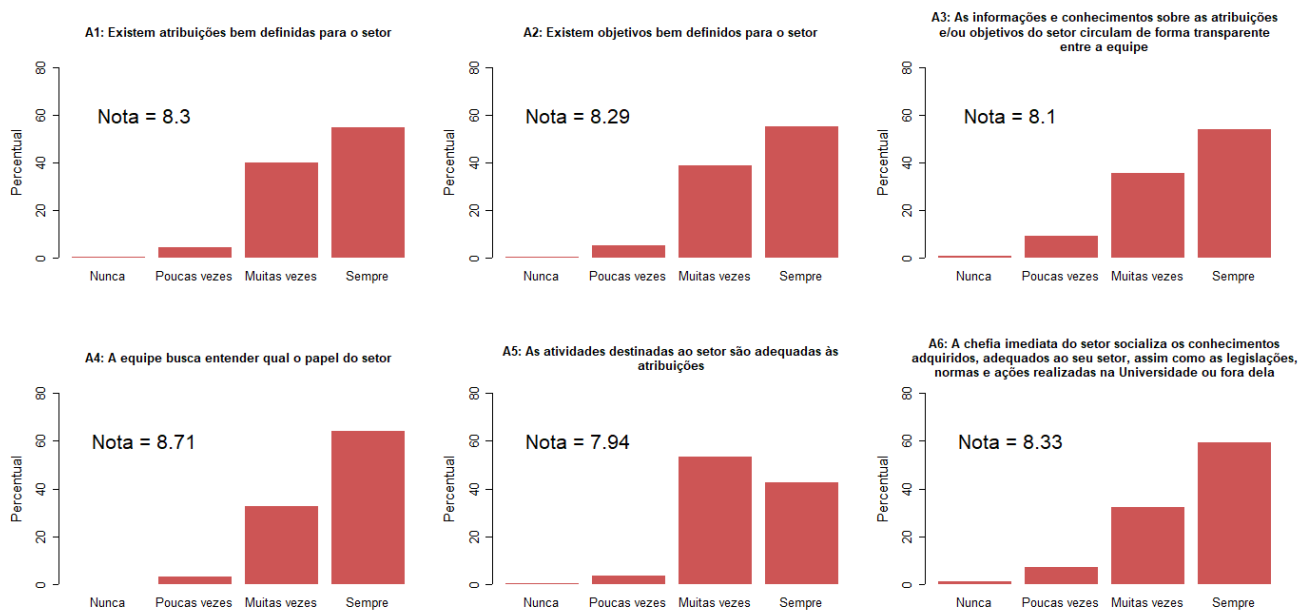 A1: Existem atribuições bem definidas para o setor
80
60
40
20
0
Percentual
Nota = 8.3
Nunca Poucas vezes Muitas vezes Sempre
A2: Existem objetivos bem definidos para o setor
80
60
40
20
0
Percentual
Nota = 8.29
Nunca Poucas vezes Muitas vezes Sempre
A3: As informações e conhecimentos sobre as atribuições
e/ou objetivos do setor circulam de forma transparente
entre a equipe
80
60
40
20
0
Percentual
Nota = 8.1
Nunca Poucas vezes Muitas vezes Sempre
A4: A equipe busca entender qual o papel do setor
80
60
40
20
0
Percentual
Nota = 8.71
Nunca Poucas vezes Muitas vezes Sempre
A5: As atividades destinadas ao setor são adequadas às
atribuições
80
60
40
20
0
Percentual
Nota = 7.94
Nunca Poucas vezes Muitas vezes Sempre
A6: A chefia imediata do setor socializa os conhecimentos
adquiridos, adequados ao seu setor, assim como as legislações,
normas e ações realizadas na Universidade ou fora dela
80
60
40
20
0
Percentual
Nota = 8.33
Nunca Poucas vezes Muitas vezes Sempre